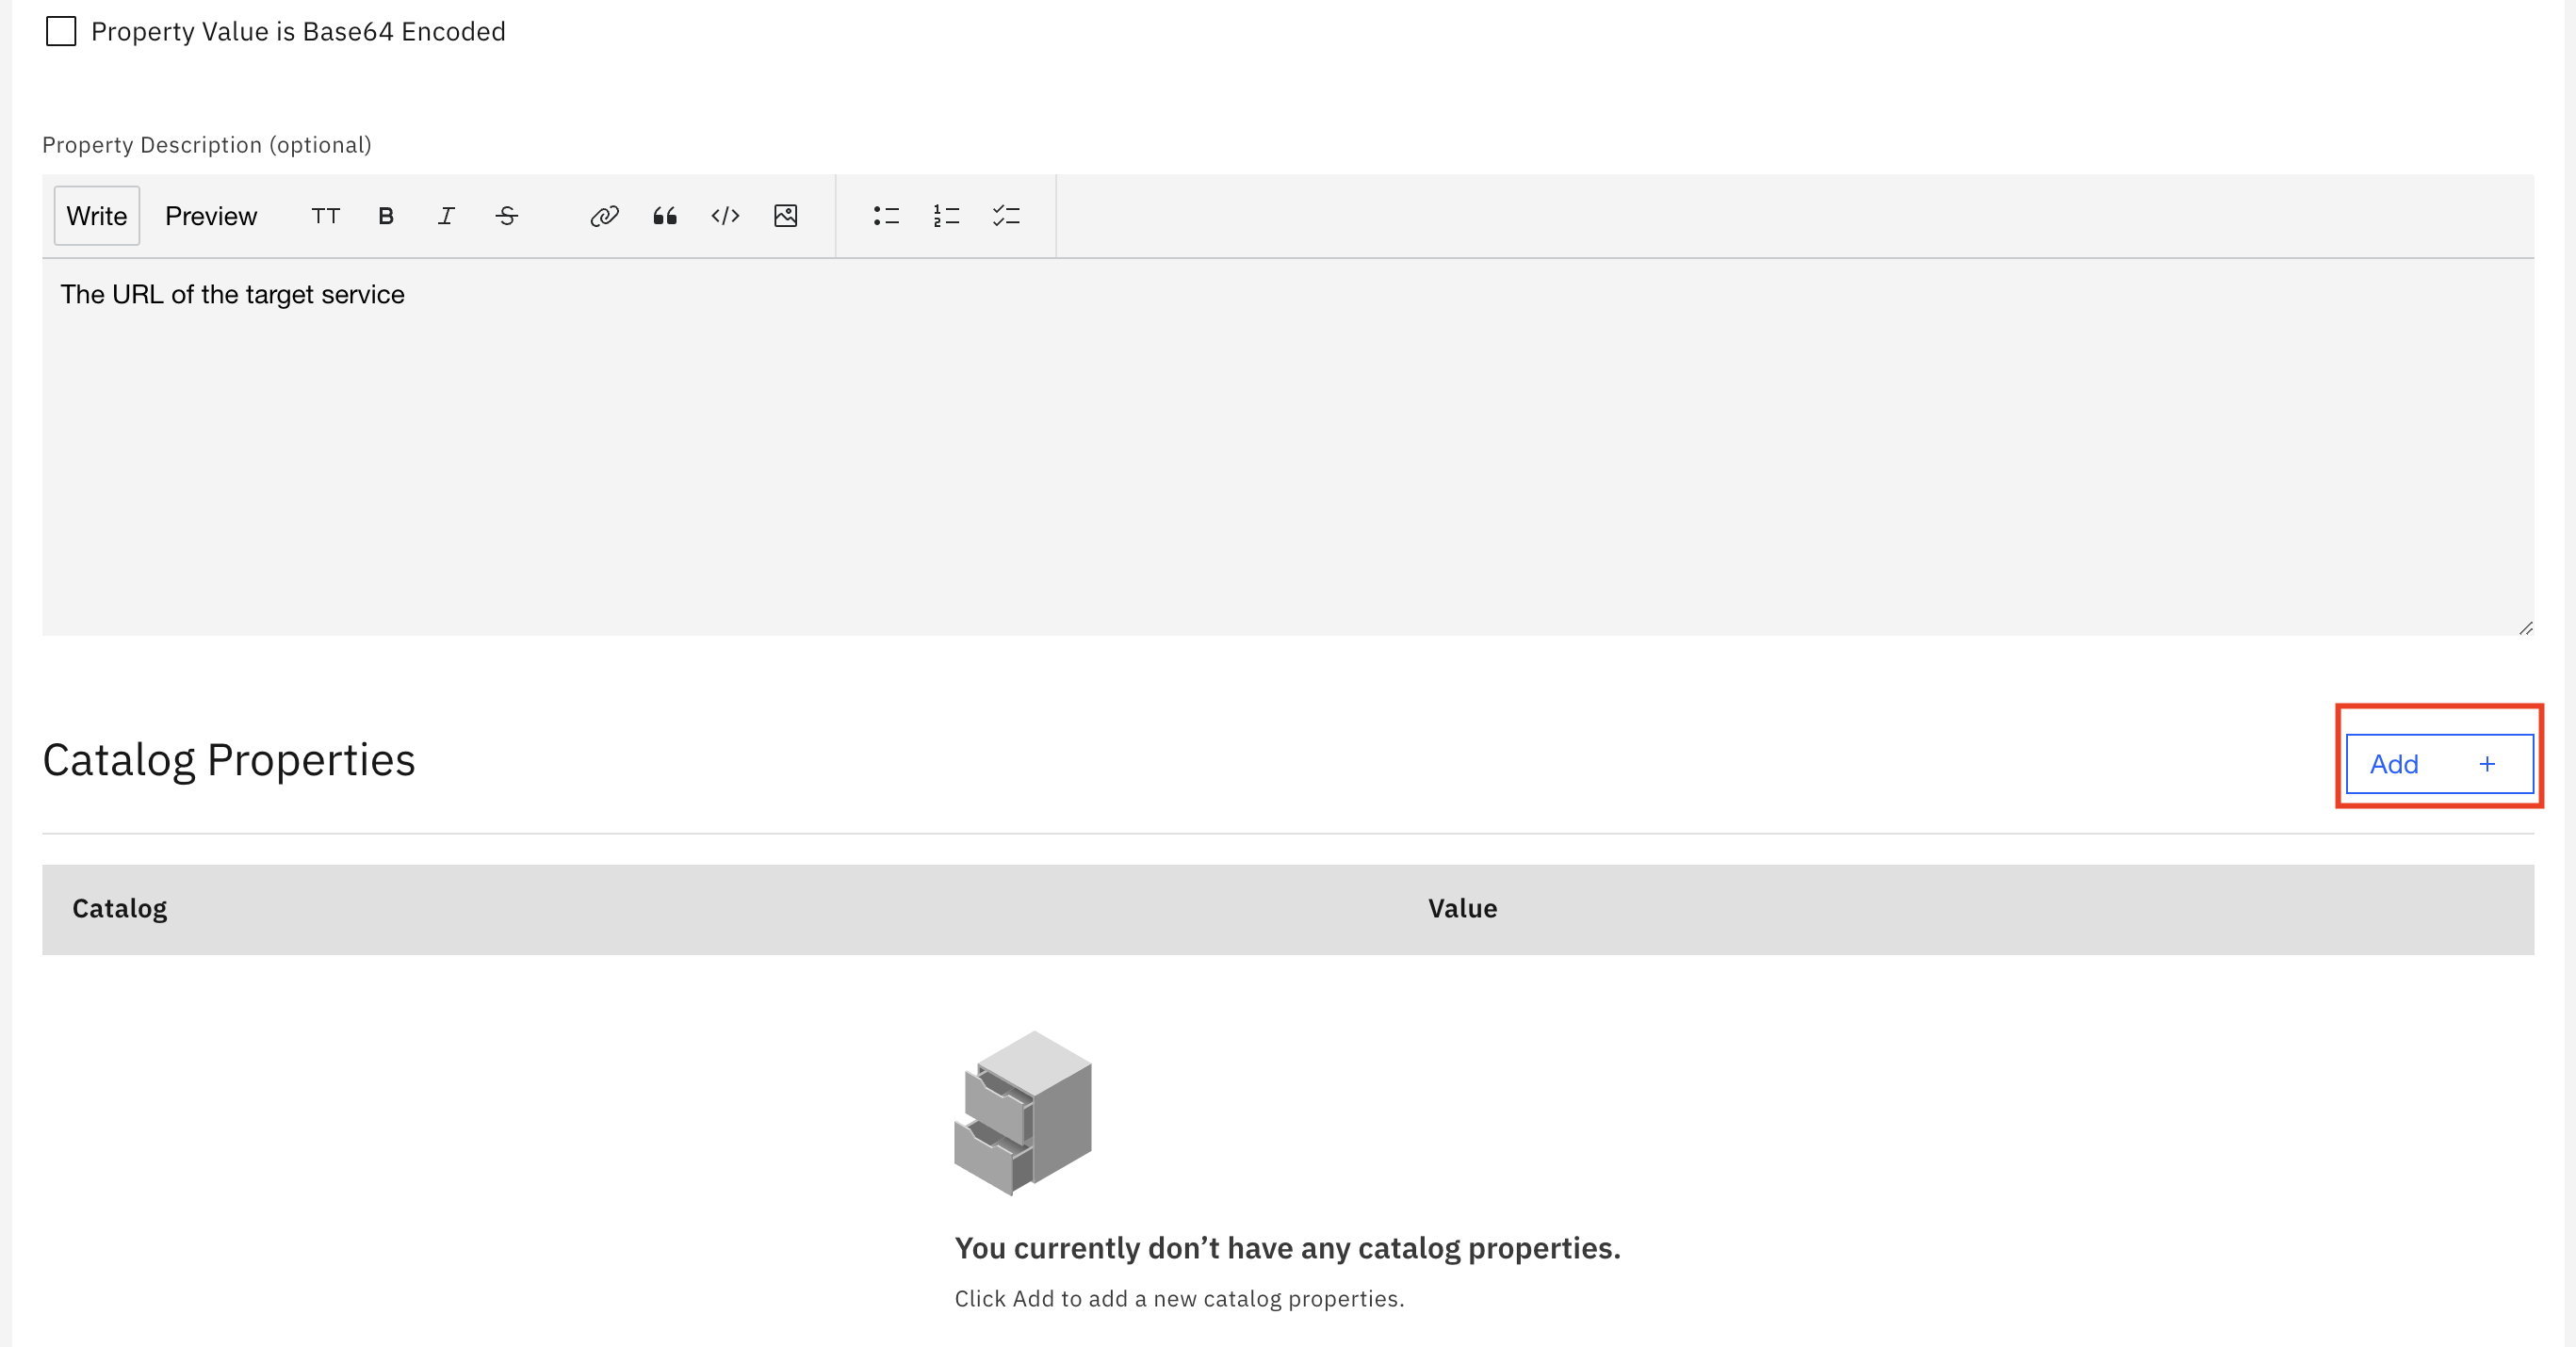 Property Value is Base64 Encoded
Property Description (optional)
Write Preview TT B I S
The URL of the target service
Catalog Properties
Add +
Catalog Value
You currently don’t have any catalog properties.
Click Add to add a new catalog properties.